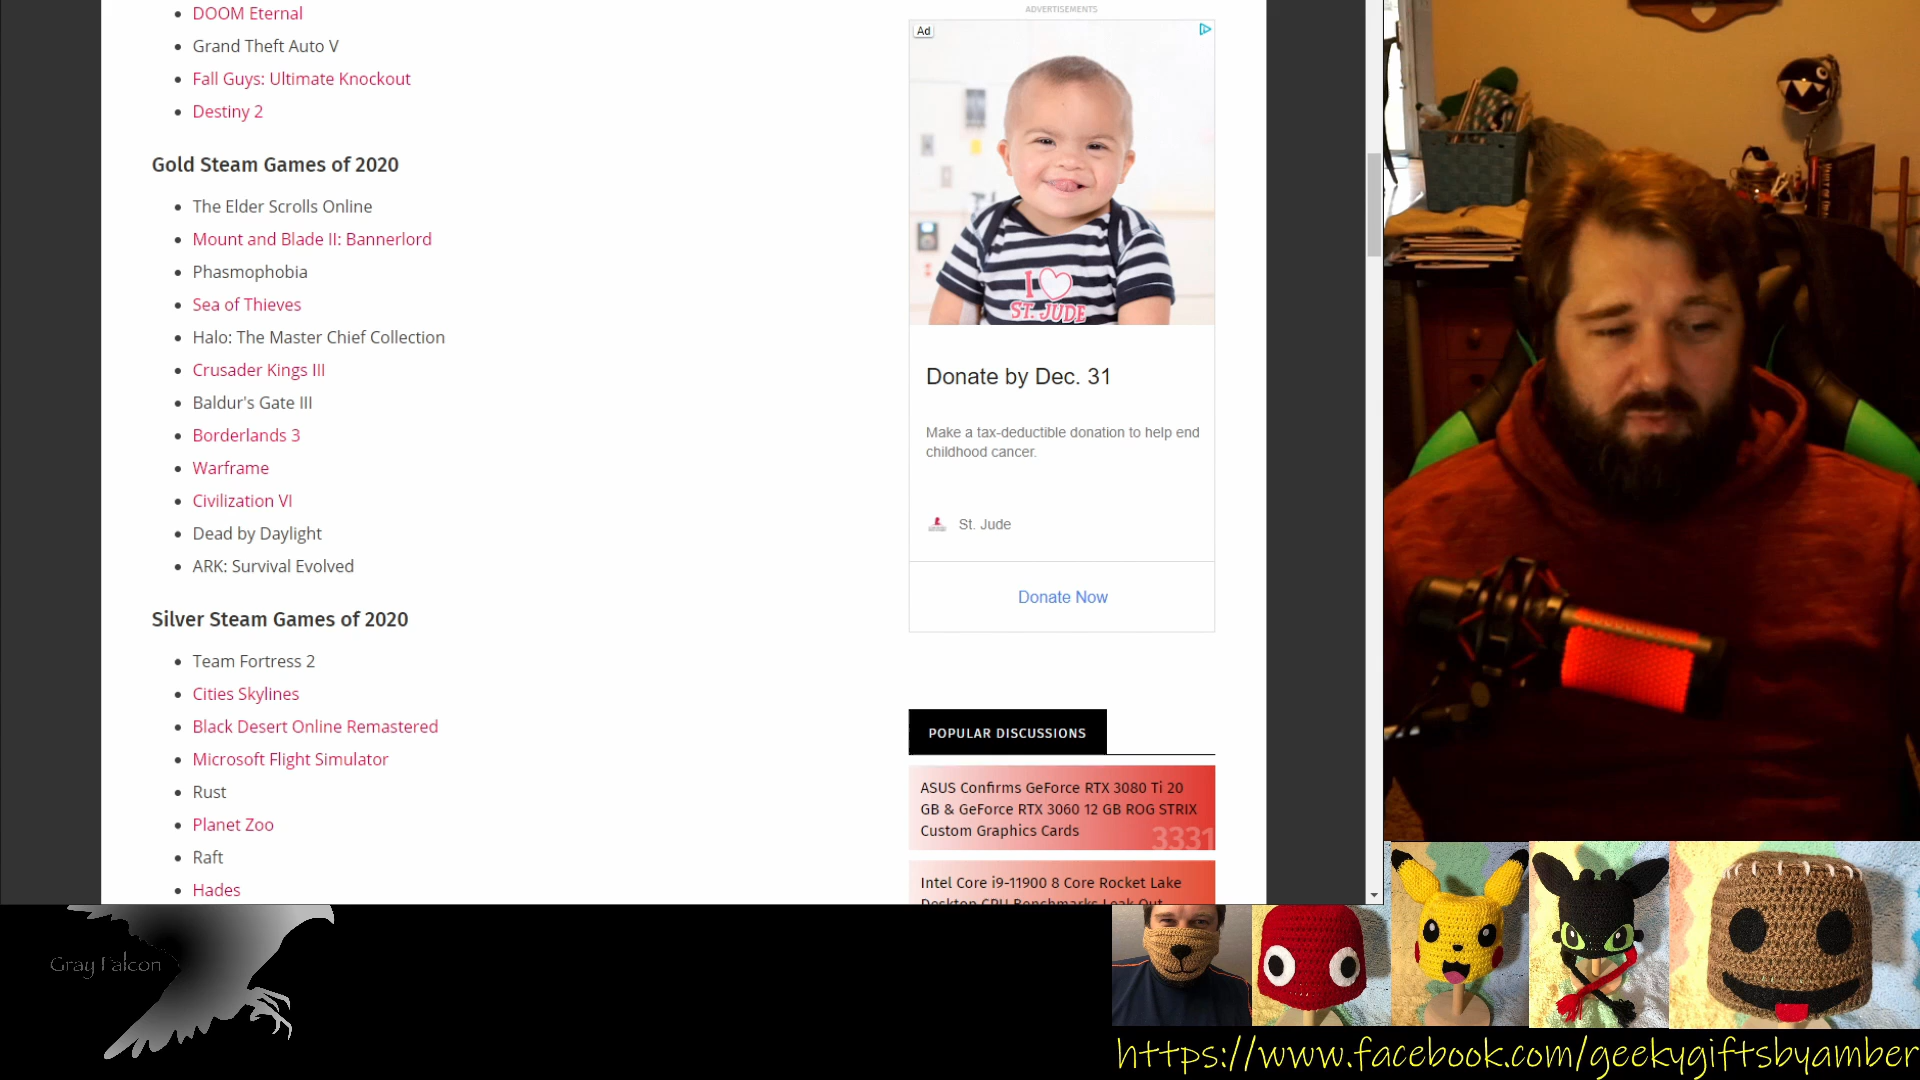 DOOM Eternal
Grand Theft Auto V
Fall Guys: Ultimate Knockout
Destiny 2
Gold Steam Games of 2020
The Elder Scrolls Online
Mount and Blade II: Bannerlord
Phasmophobia
Sea of Thieves
Halo: The Master Chief Collection
Crusader Kings III
Baldur's Gate III
Borderlands 3
Warframe
Civilization VI
Dead by Daylight
ARK: Survival Evolved
Silver Steam Games of 2020
Team Fortress 2
Cities Skylines
Black Desert Online Remastered
Microsoft Flight Simulator
Rust
Planet Zoo
Raft
Hades
ADVERTISEMENTS
Ad
I
ST. JUDE
Donate by Dec. 31
Make a tax-deductible donation to help end
childhood cancer.
St. Jude
Donate Now
POPULAR DISCUSSIONS
ASUS Confirms GeForce RTX 3080 Ti 20
GB & GeForce RTX 3060 12 GB ROG STRIX
Custom Graphics Cards
3331
Intel Core i9-11900 8 Core Rocket Lake
Desktop CPU Benchmarks Leak Out
Gray Falcon
https://www.facebook.com/geekygiftsbyamber